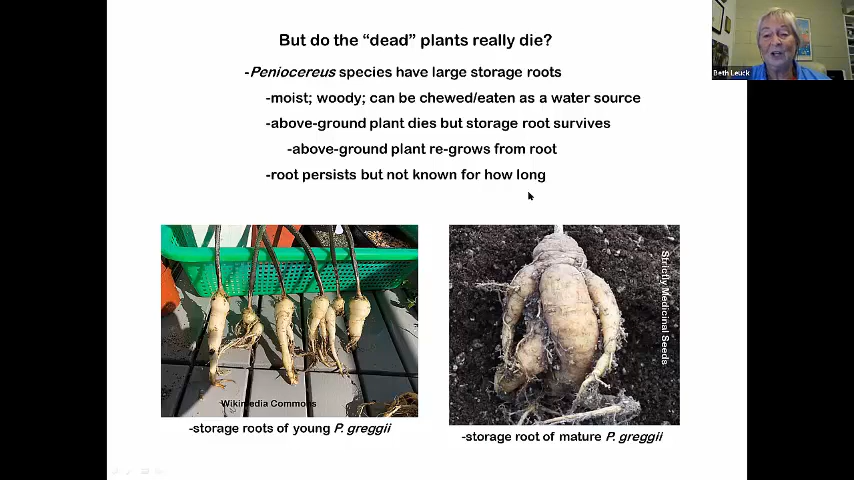 But do the “dead” plants really die?
-Peniocereus species have large storage roots
-moist; woody; can be chewed/eaten as a water source
-above-ground plant dies but storage root survives
-above-ground plant re-grows from root
-root persists but not known for how long
Beth Leuck
Strictly Medicinal Seeds
Wikimedia Commons
-storage roots of young P. greggii
-storage root of mature P. greggii